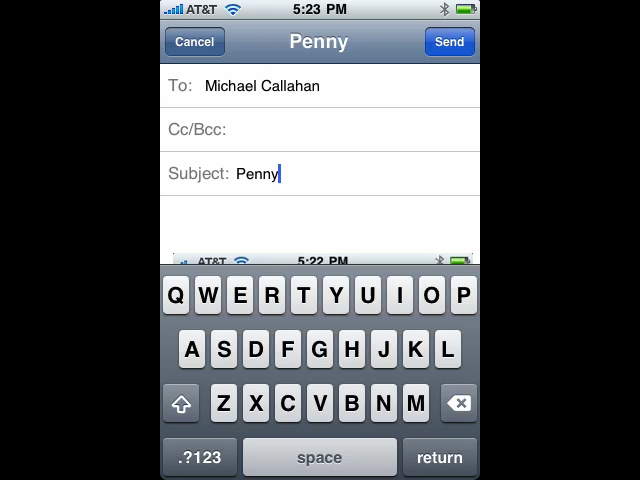 AT&T 5:23 PM
Cancel Penny Send
To: Michael Callahan
Cc/Bcc:
Subject: Penny
AT&T 5:22 PM
Q W E R T Y U I O P
A S D F G H J K L
Z X C V B N M
.?123 space return